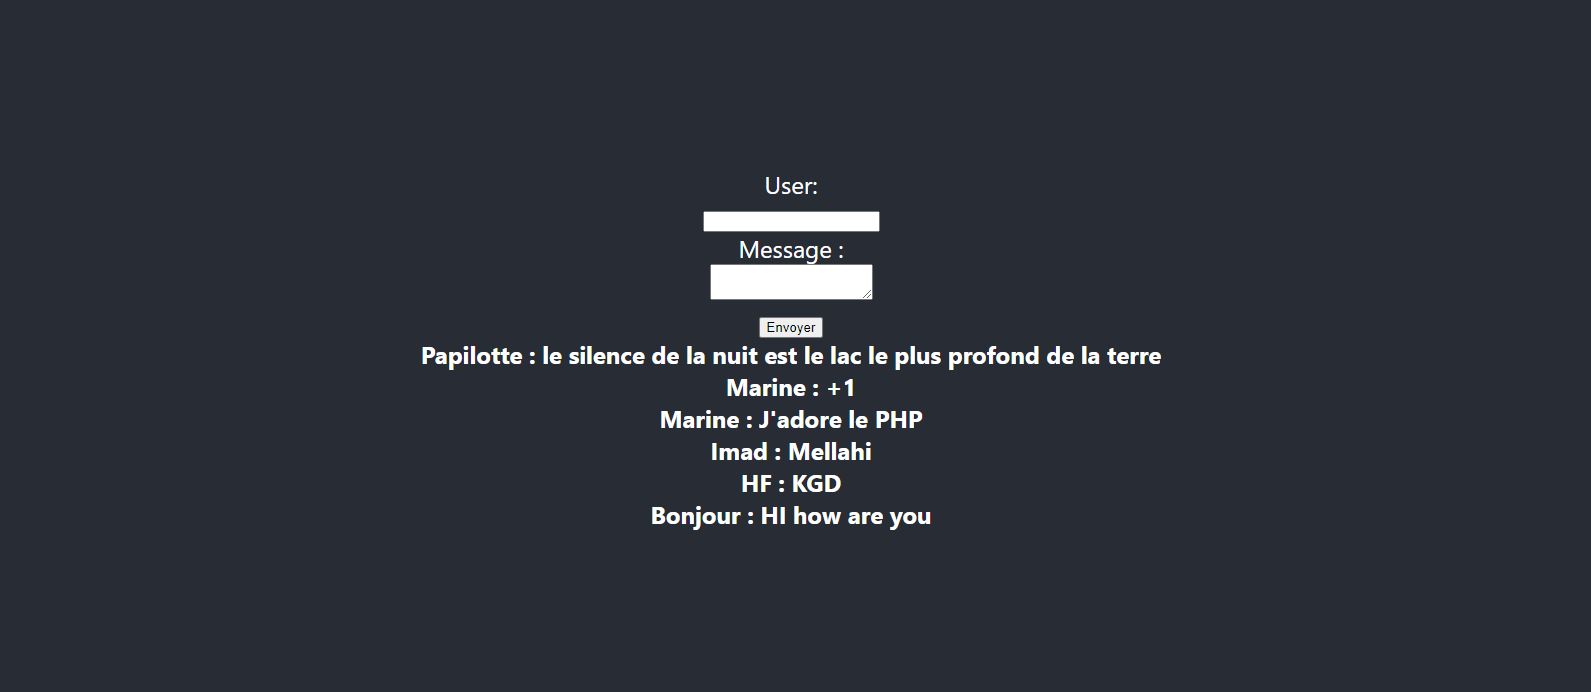 User:
Message :
Envoyer
Papilotte : le silence de la nuit est le lac le plus profond de la terre
Marine : +1
Marine : J'adore le PHP
Imad : Mellahi
HF : KGD
Bonjour : HI how are you